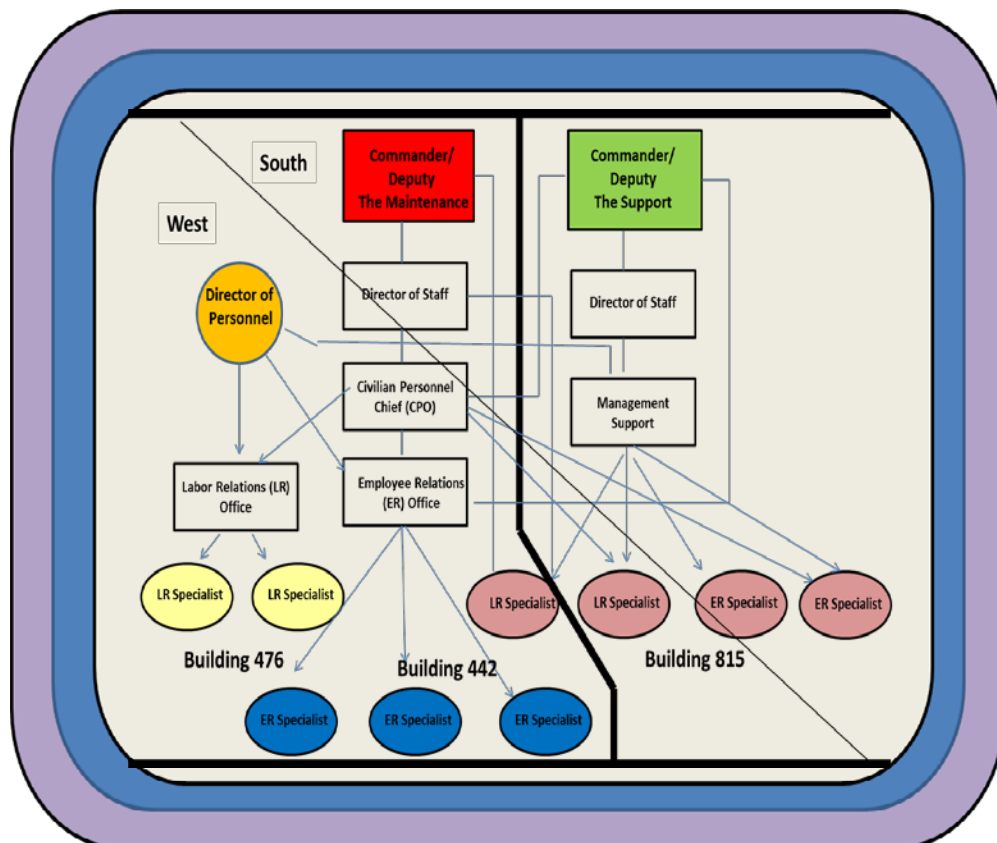 South
Commander/
Deputy
The Maintenance
Commander/
Deputy
The Support
West
Director of
Personnel
Director of Staff
Director of Staff
Civilian Personnel
Chief (CPO)
Management
Support
Labor Relations (LR)
Office
Employee Relations
(ER) Office
LR Specialist
LR Specialist
LR Specialist
LR Specialist
ER Specialist
ER Specialist
Building 476
Building 442
Building 815
ER Specialist
ER Specialist
ER Specialist